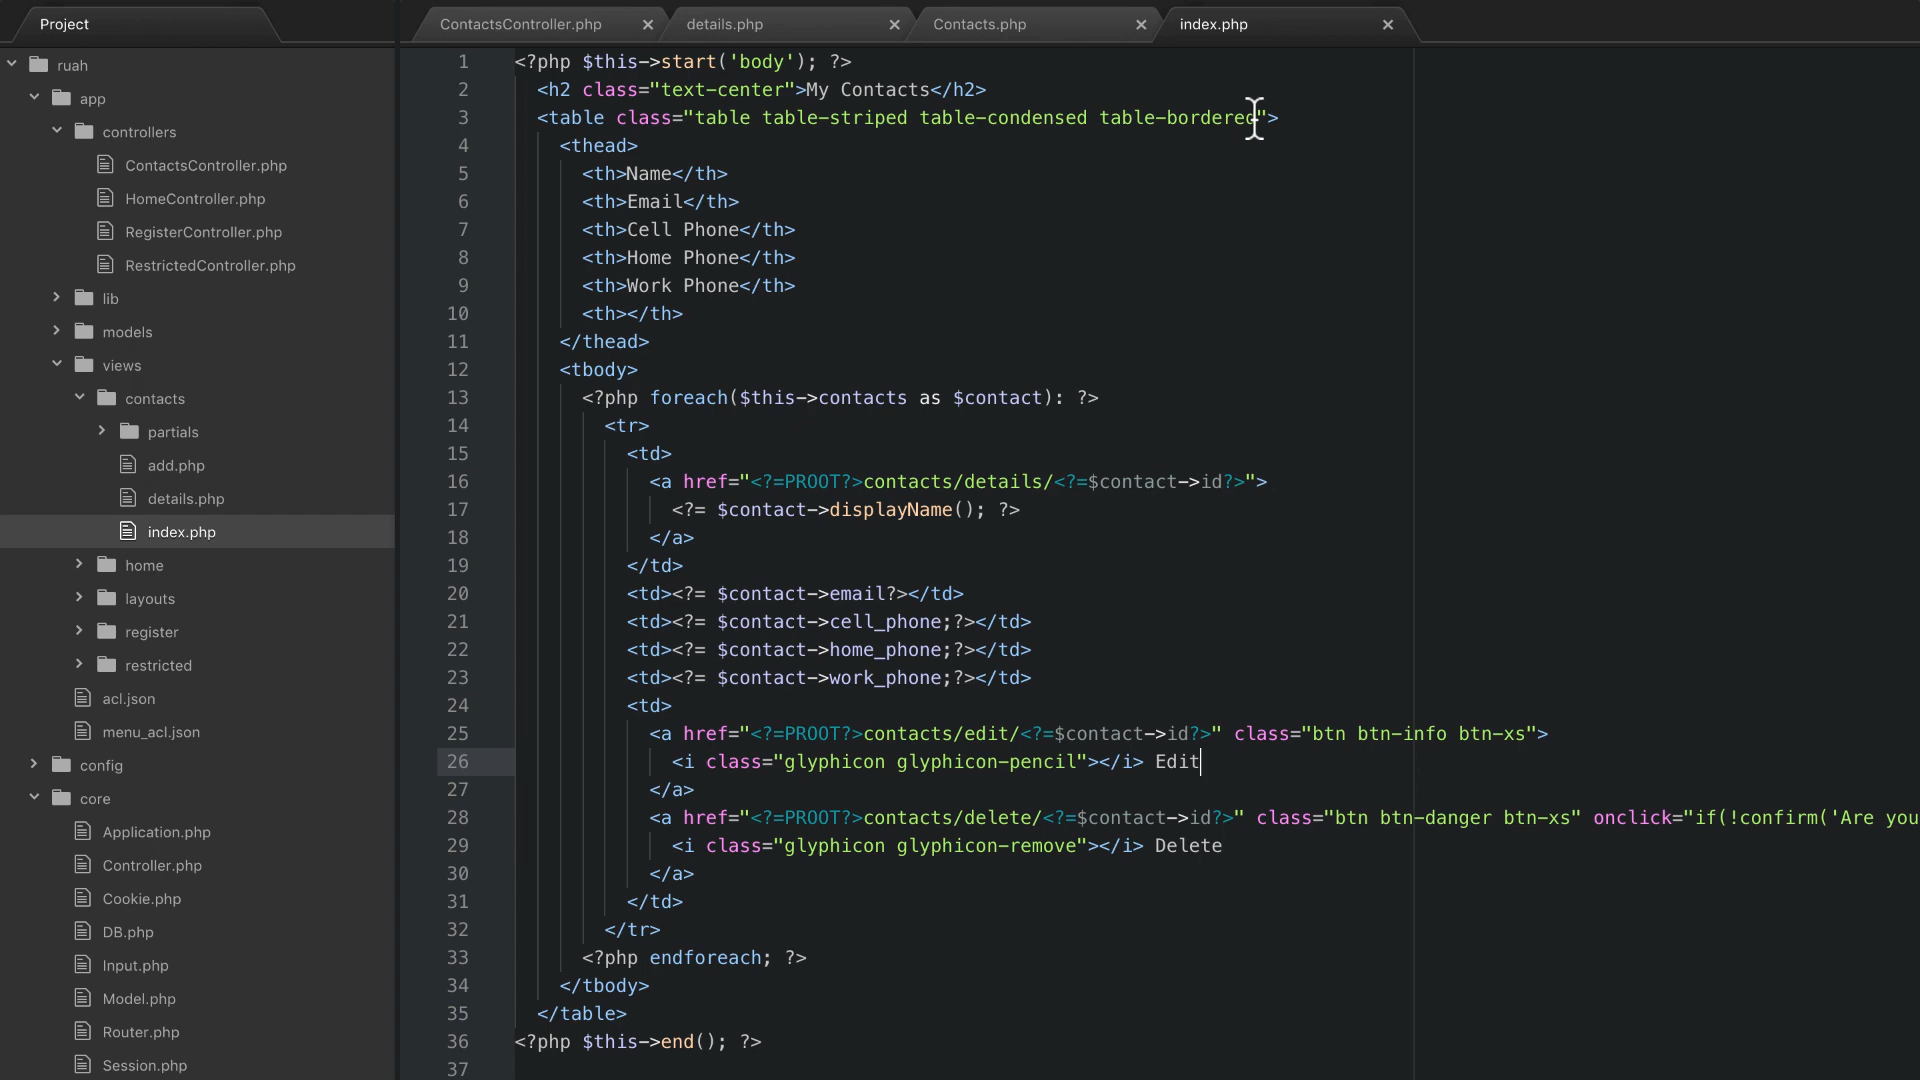 Project
ruah
app
controllers
ContactsController.php
HomeController.php
RegisterController.php
RestrictedController.php
lib
models
views
contacts
partials
add.php
details.php
index.php
home
layouts
register
restricted
acl.json
menu_acl.json
config
core
Application.php
Controller.php
Cookie.php
DB.php
Input.php
Model.php
Router.php
Session.php
ContactsController.php
details.php
Contacts.php
index.php
1 <?php $this->start('body'); ?>
2 <h2 class="text-center">My Contacts</h2>
3 <table class="table table-striped table-condensed table-bordered">
4 <thead>
5 <th>Name</th>
6 <th>Email</th>
7 <th>Cell Phone</th>
8 <th>Home Phone</th>
9 <th>Work Phone</th>
10 <th></th>
11 </thead>
12 <tbody>
13 <?php foreach($this->contacts as $contact): ?>
14 <tr>
15 <td>
16 <a href="<?=PROOT?>contacts/details/<?=$contact->id?>">
17 <?= $contact->displayName(); ?>
18 </a>
19 </td>
20 <td><?= $contact->email?></td>
21 <td><?= $contact->cell_phone;?></td>
22 <td><?= $contact->home_phone;?></td>
23 <td><?= $contact->work_phone;?></td>
24 <td>
25 <a href="<?=PROOT?>contacts/edit/<?=$contact->id?>" class="btn btn-info btn-xs">
26 <i class="glyphicon glyphicon-pencil"></i> Edit
27 </a>
28 <a href="<?=PROOT?>contacts/delete/<?=$contact->id?>" class="btn btn-danger btn-xs" onclick="if(!confirm('Are you
29 <i class="glyphicon glyphicon-remove"></i> Delete
30 </a>
31 </td>
32 </tr>
33 <?php endforeach; ?>
34 </tbody>
35 </table>
36 <?php $this->end(); ?>
37